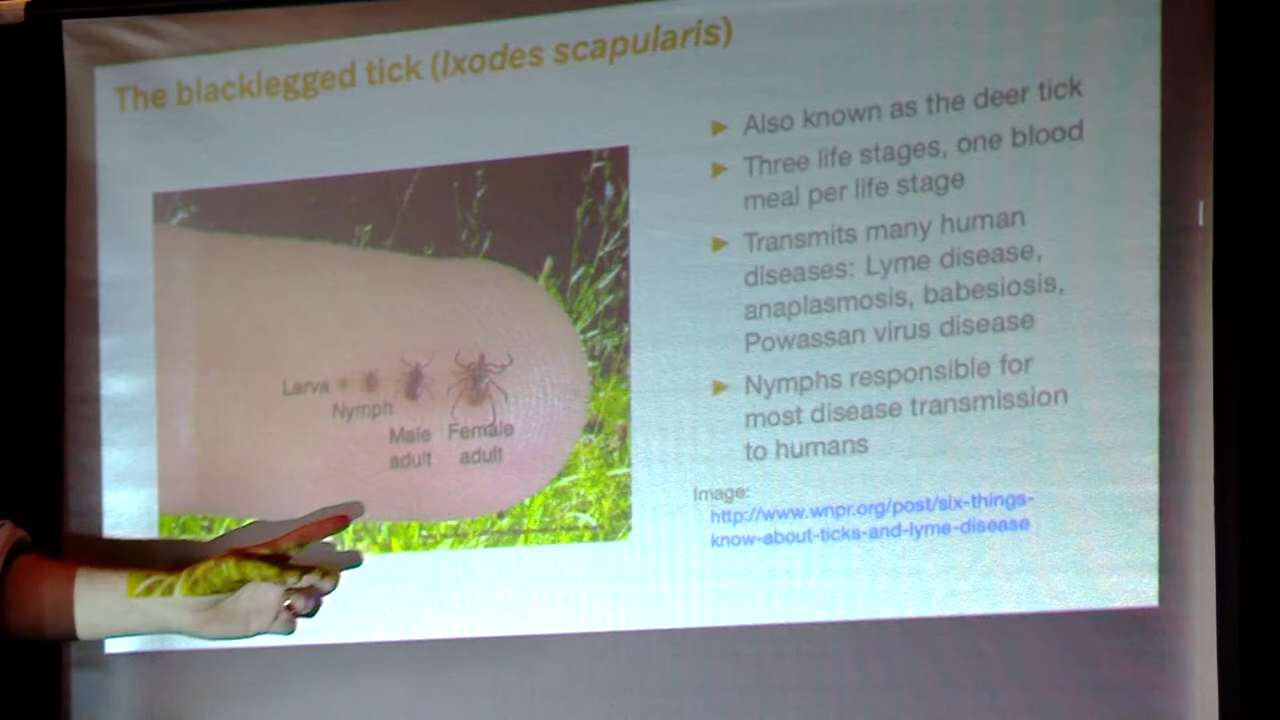 The blacklegged tick (Ixodes scapularis)
Larva
Nymph
Male adult
Female adult
► Also known as the deer tick
► Three life stages, one blood
meal per life stage
► Transmits many human
diseases: Lyme disease,
anaplasmosis, babesiosis,
Powassan virus disease
► Nymphs responsible for
most disease transmission
to humans
Image:
http://www.wnpr.org/post/six-things-
know-about-ticks-and-lyme-disease